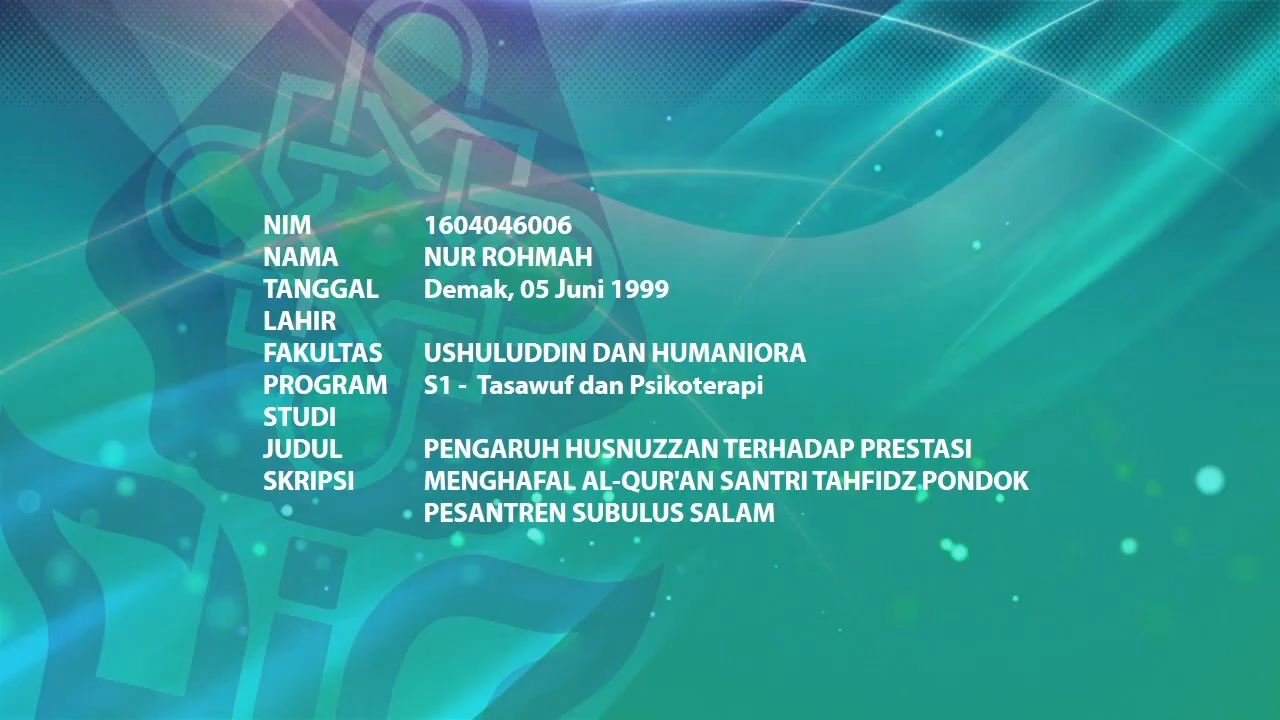 NIM 1604046006
NAMA NUR ROHMAH
TANGGAL Demak, 05 Juni 1999
LAHIR
FAKULTAS USHULUDDIN DAN HUMANIORA
PROGRAM S1 - Tasawuf dan Psikoterapi
STUDI
JUDUL PENGARUH HUSNUZZAN TERHADAP PRESTASI
SKRIPSI MENGHAFAL AL-QUR'AN SANTRI TAHFIDZ PONDOK
PESANTREN SUBULUS SALAM